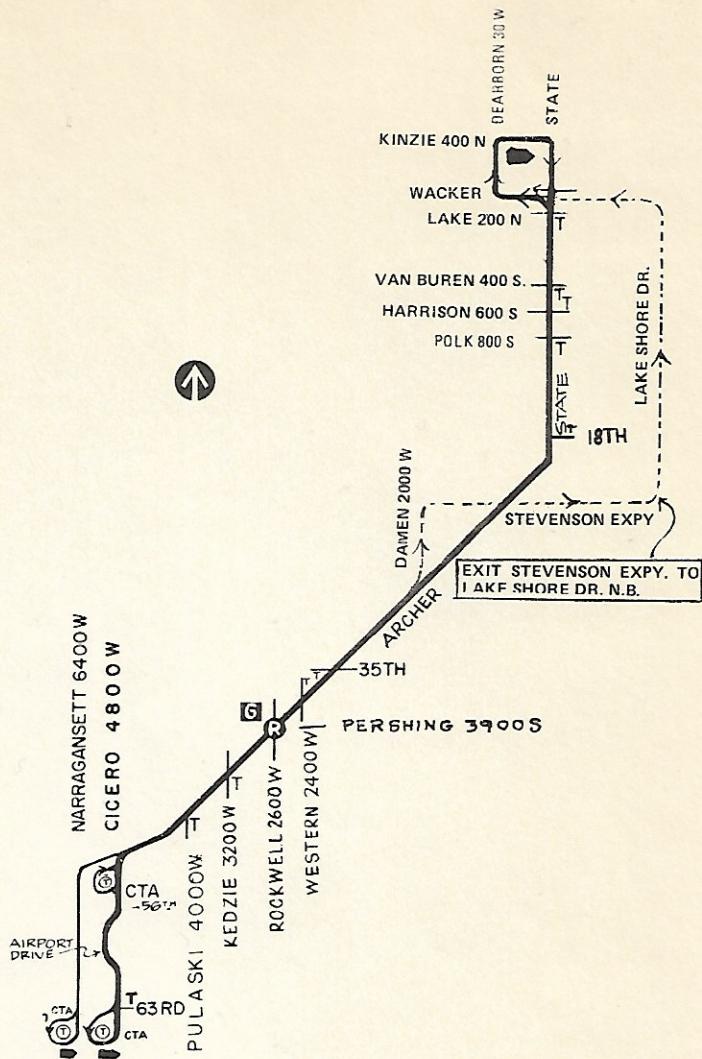 DEARBORN 30 W
STATE
KINZIE 400 N
WACKER
LAKE 200 N
T
VAN BUREN 400 S.
T
T
HARRISON 600 S
POLK 800 S
T
LAKE SHORE DR.
STATE
T
18TH
DAMEN 2000 W
STEVENSON EXPY
EXIT STEVENSON EXPY. TO
LAKE SHORE DR. N.B.
ARCHER
35TH
T
T
G
R
PERSHING 3900S
NARRAGANSETT 6400W
CICERO 4800W
WESTERN 2400W
ROCKWELL 2600W
KEDZIE 3200W
T
PULASKI 4000W
T
T
CTA
-56TH
AIRPORT
DRIVE
T
63RD
CTA
T
T
CTA